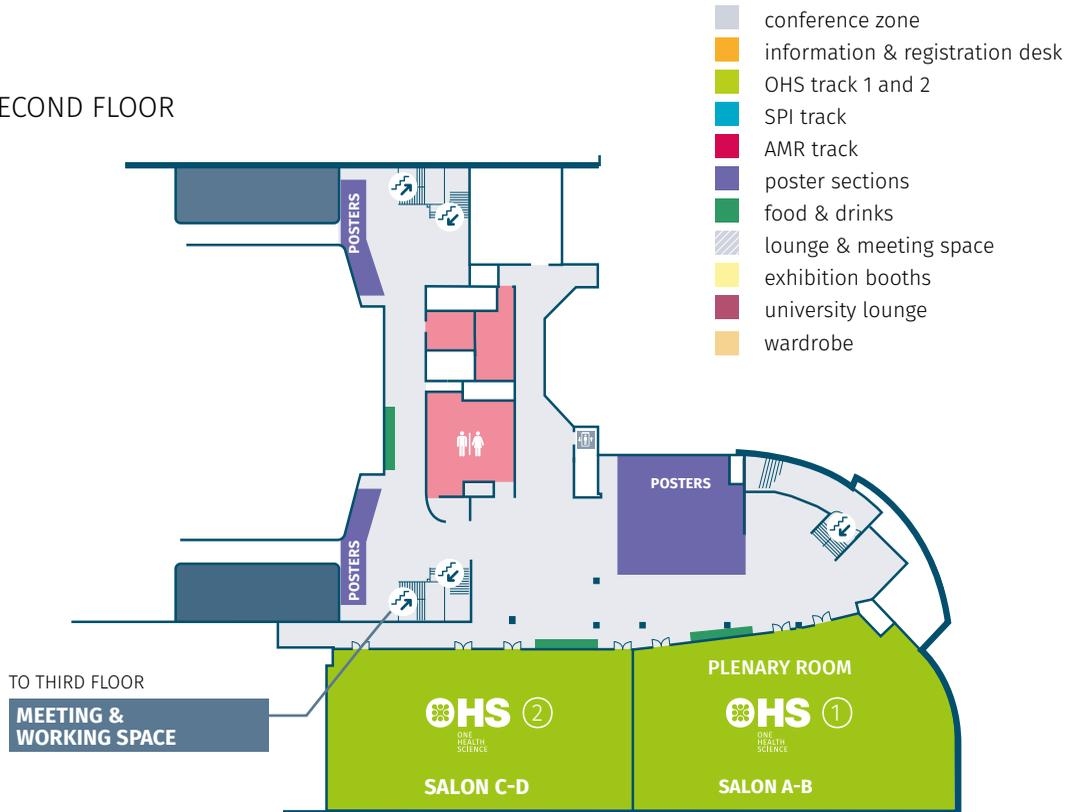 conference zone
information & registration desk
OHS track 1 and 2
SPI track
AMR track
poster sections
food & drinks
lounge & meeting space
exhibition booths
university lounge
wardrobe
ECOND FLOOR
POSTERS
POSTERS
POSTERS
TO THIRD FLOOR
MEETING &
WORKING SPACE
OHS 2
ONE
HEALTH
SCIENCE
SALON C-D
PLENARY ROOM
OHS 1
ONE
HEALTH
SCIENCE
SALON A-B